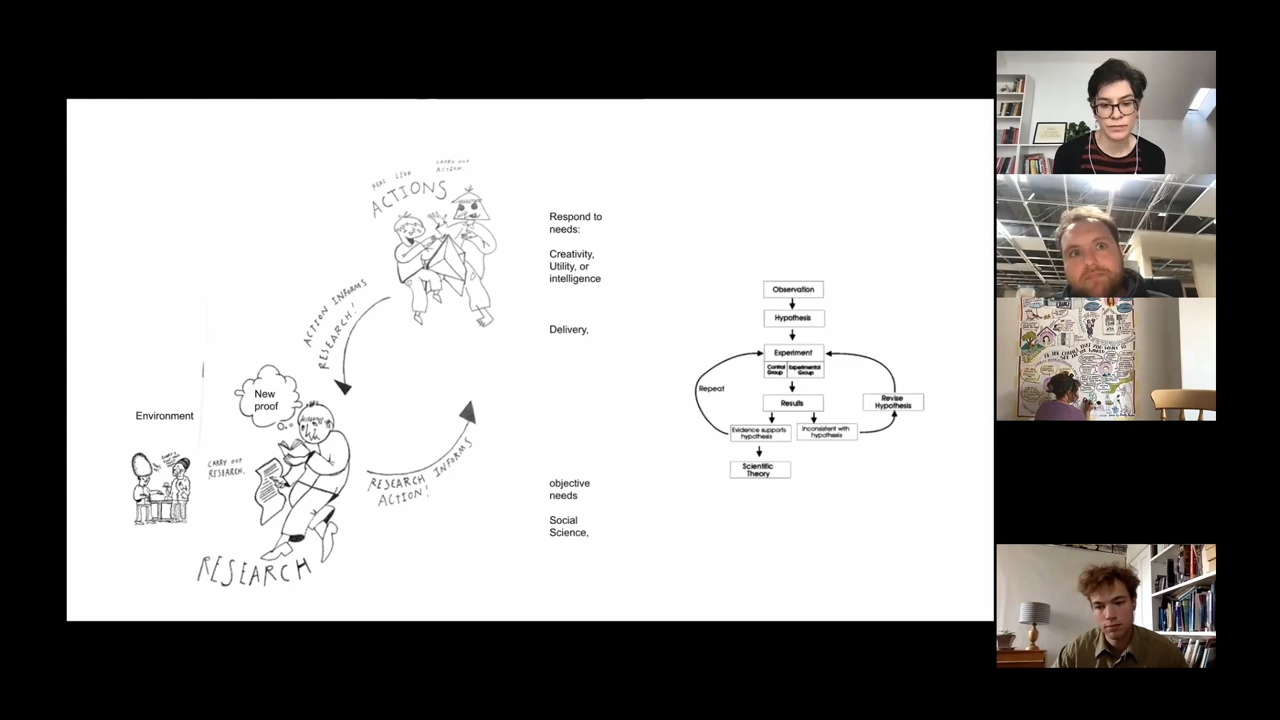 REAL LIFE
ACTIONS
CARRY OUT
ACTION.
ACTION INFORMS
RESEARCH!
New
proof
Environment
CARRY OUT
RESEARCH.
RESEARCH INFORMS
ACTION!
RESEARCH
Respond to
needs:
Creativity,
Utility, or
intelligence
Delivery,
objective
needs
Social
Science,
Observation
Hypothesis
Experiment
Control
Group
Experimental
Group
Repeat
Results
Revise
Hypothesis
Evidence supports
hypothesis
Inconsistent with
hypothesis
Scientific
Theory